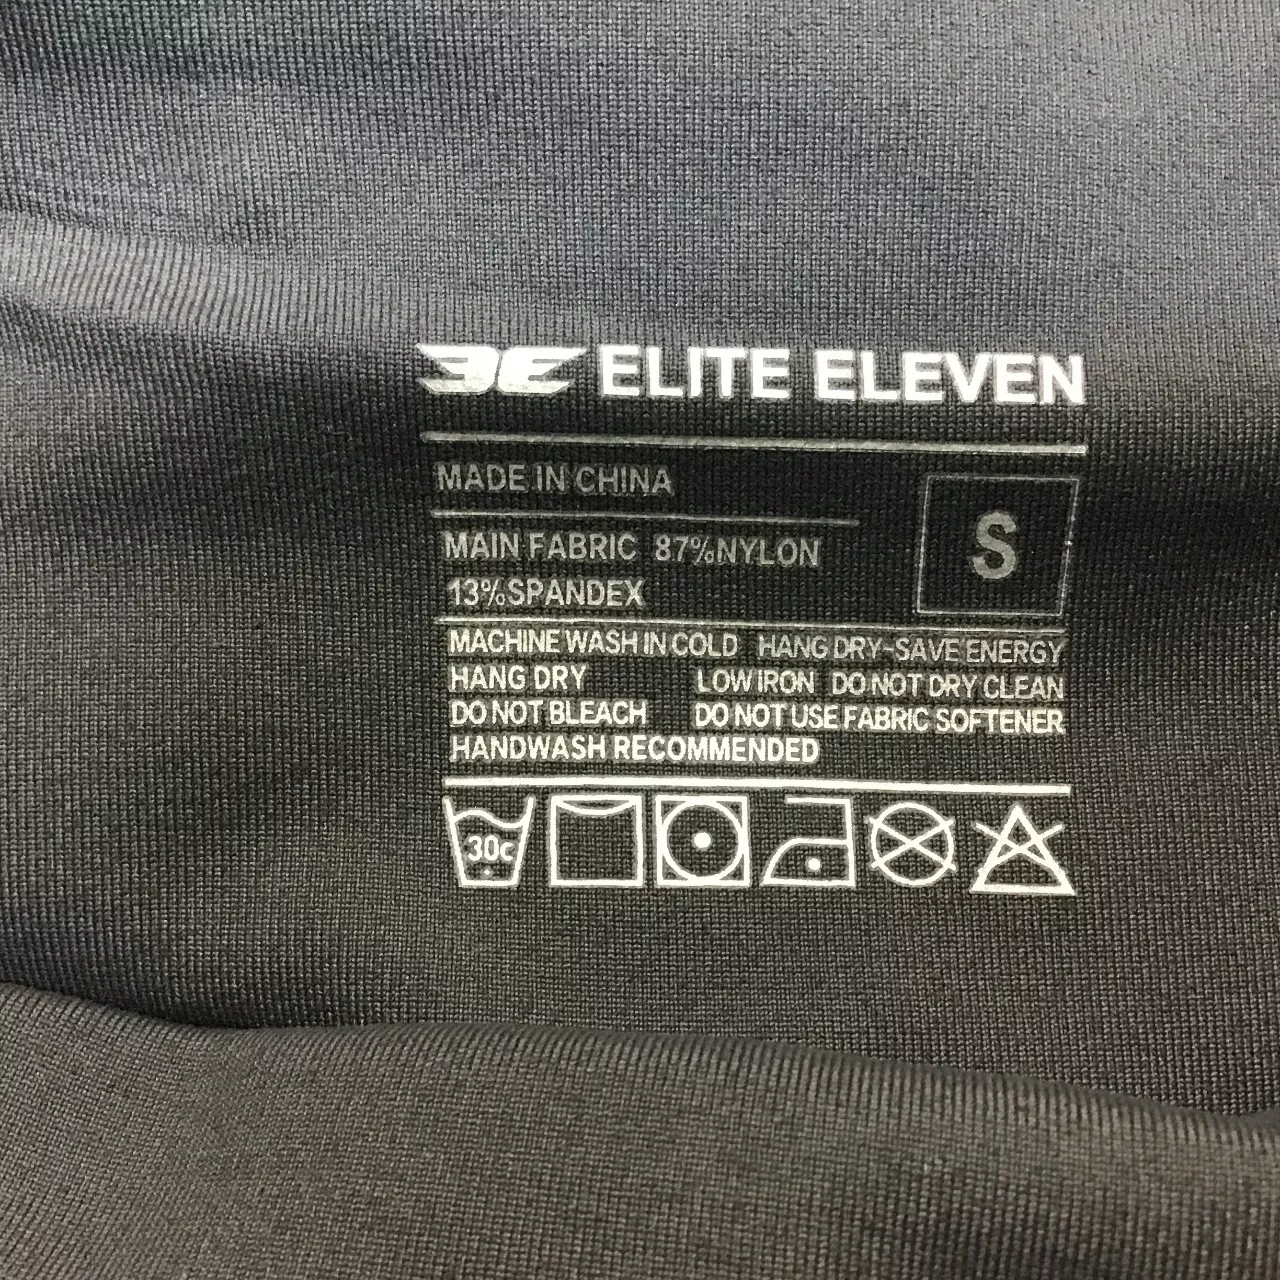 ELITE ELEVEN
MADE IN CHINA
S
MAIN FABRIC 87%NYLON
13%SPANDEX
MACHINE WASH IN COLD HANG DRY-SAVE ENERGY
HANG DRY LOW IRON DO NOT DRY CLEAN
DO NOT BLEACH DO NOT USE FABRIC SOFTENER
HANDWASH RECOMMENDED
30c